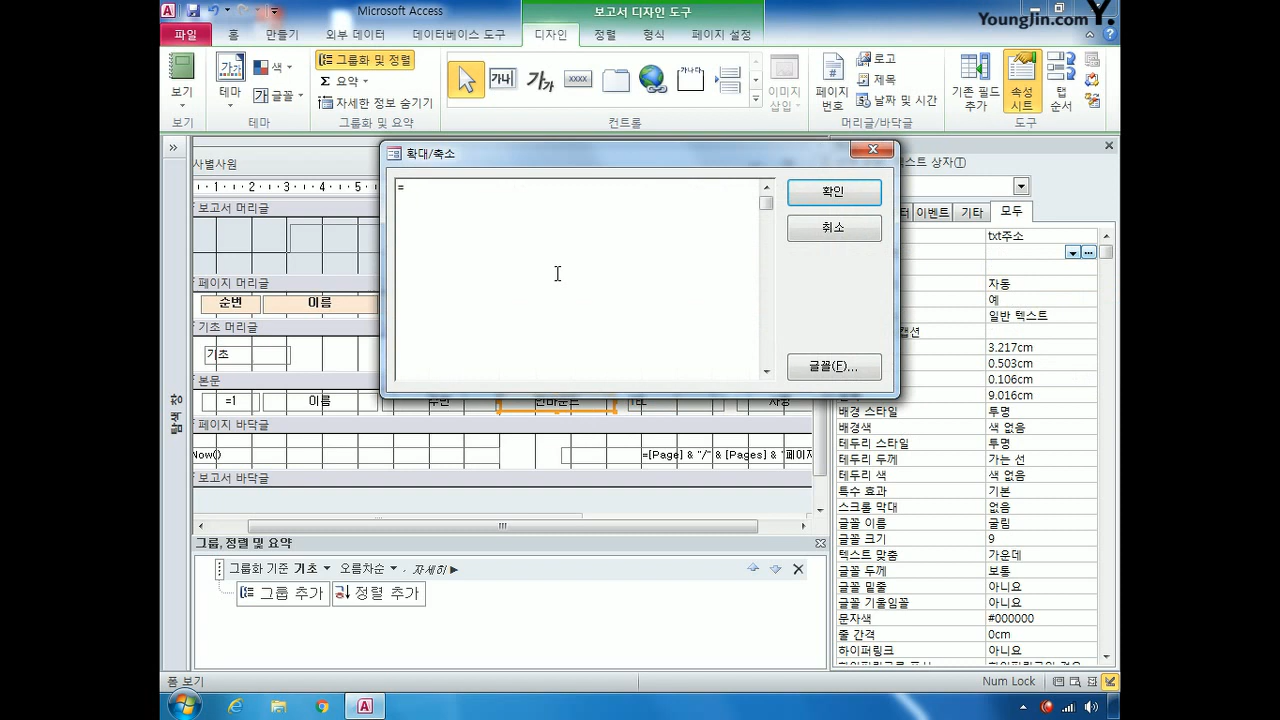 Microsoft Access
보고서 디자인 도구
YoungJin.com Y.
파일
홈
만들기
외부 데이터
데이터베이스 도구
디자인
정렬
형식
페이지 설정
보기
테마
색
글꼴
그룹화 및 정렬
Σ 요약
자세한 정보 숨기기
가나
가가
xxxx
가나다
이미지
삽입
페이지
번호
로고
제목
날짜 및 시간
기존 필드
추가
속성
시트
탭
순서
보기
테마
그룹화 및 요약
컨트롤
머리글/바닥글
도구
사별사원
1 2 3 4 5
보고서 머리글
페이지 머리글
순번
이름
기초 머리글
기초
본문
=1
이름
페이지 바닥글
Now()
=[Page] & "/" & [Pages] & "페이지
보고서 바닥글
탐색 창
확대/축소
=
확인
취소
글꼴(F)...
스트 상자(T)
이벤트
기타
모두
txt주소
자동
예
일반 텍스트
캡션
3.217cm
0.503cm
0.106cm
9.016cm
배경 스타일 투명
배경색 색 없음
테두리 스타일 투명
테두리 두께 가는 선
테두리 색 색 없음
특수 효과 기본
스크롤 막대 없음
글꼴 이름 굴림
글꼴 크기 9
텍스트 맞춤 가운데
글꼴 두께 보통
글꼴 밑줄 아니요
글꼴 기울임꼴 아니요
문자색 #000000
줄 간격 0cm
하이퍼링크 아니요
그룹, 정렬 및 요약
그룹화 기준 기초 오름차순 , 자세히
그룹 추가
정렬 추가
폼 보기
Num Lock